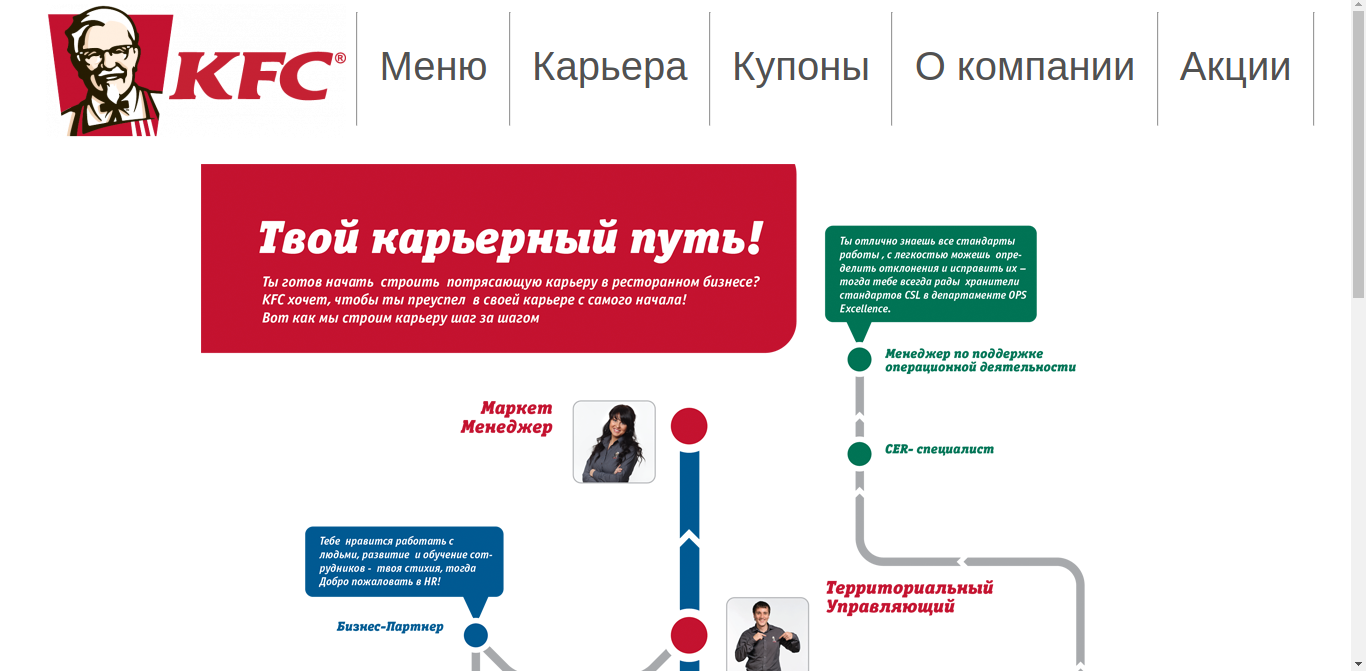 KFC®
Меню
Карьера
Купоны
О компании
Акции
Твой карьерный путь!
Ты готов начать строить потрясающую карьеру в ресторанном бизнесе?
KFC хочет, чтобы ты преуспел в своей карьере с самого начала!
Вот как мы строим карьеру шаг за шагом
Ты отлично знаешь все стандарты
работы , с легкостью можешь опре-
делить отклонения и исправить их –
тогда тебе всегда рады хранители
стандартов CSL в департаменте OPS
Excellence.
Менеджер по поддержке
операционной деятельности
Маркет
Менеджер
CER- специалист
Тебе нравится работать с
людьми, развитие и обучение сот-
рудников - твоя стихия, тогда
Добро пожаловать в HR!
Территориальный
Управляющий
Бизнес-Партнер